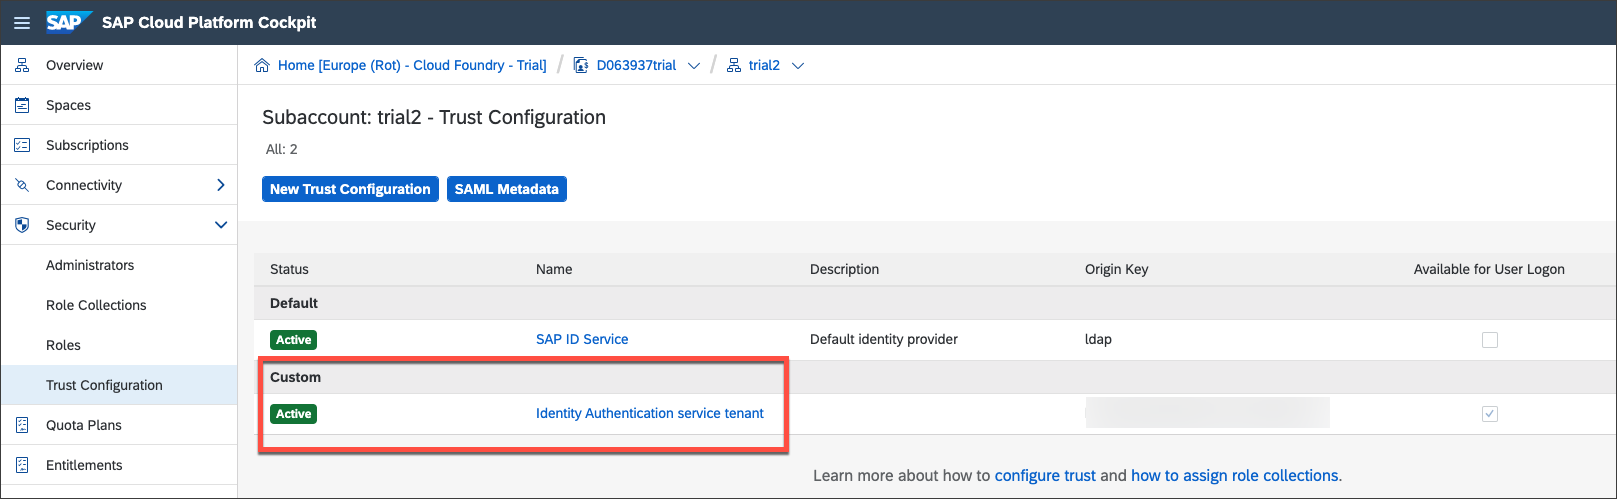 SAP SAP Cloud Platform Cockpit
Overview
Spaces
Subscriptions
Connectivity
Security
Administrators
Role Collections
Roles
Trust Configuration
Quota Plans
Entitlements
Home [Europe (Rot) - Cloud Foundry - Trial] / D063937trial / trial2
Subaccount: trial2 - Trust Configuration
All: 2
New Trust Configuration SAML Metadata
Status Name Description Origin Key Available for User Logon
Default
Active SAP ID Service Default identity provider ldap
Custom
Active Identity Authentication service tenant
Learn more about how to configure trust and how to assign role collections.